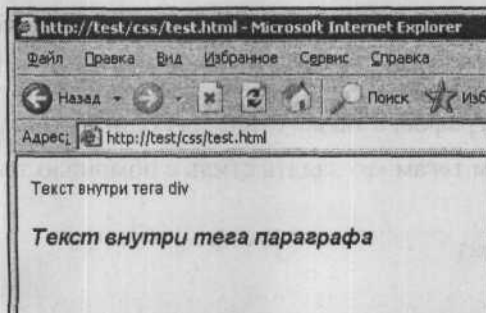 http://test/css/test.html - Microsoft Internet Explorer
Файл Правка Вид Избранное Сервис Справка
Назад Поиск Изб
Адрес: http://test/css/test.html
Текст внутри тега div
Текст внутри тега параграфа